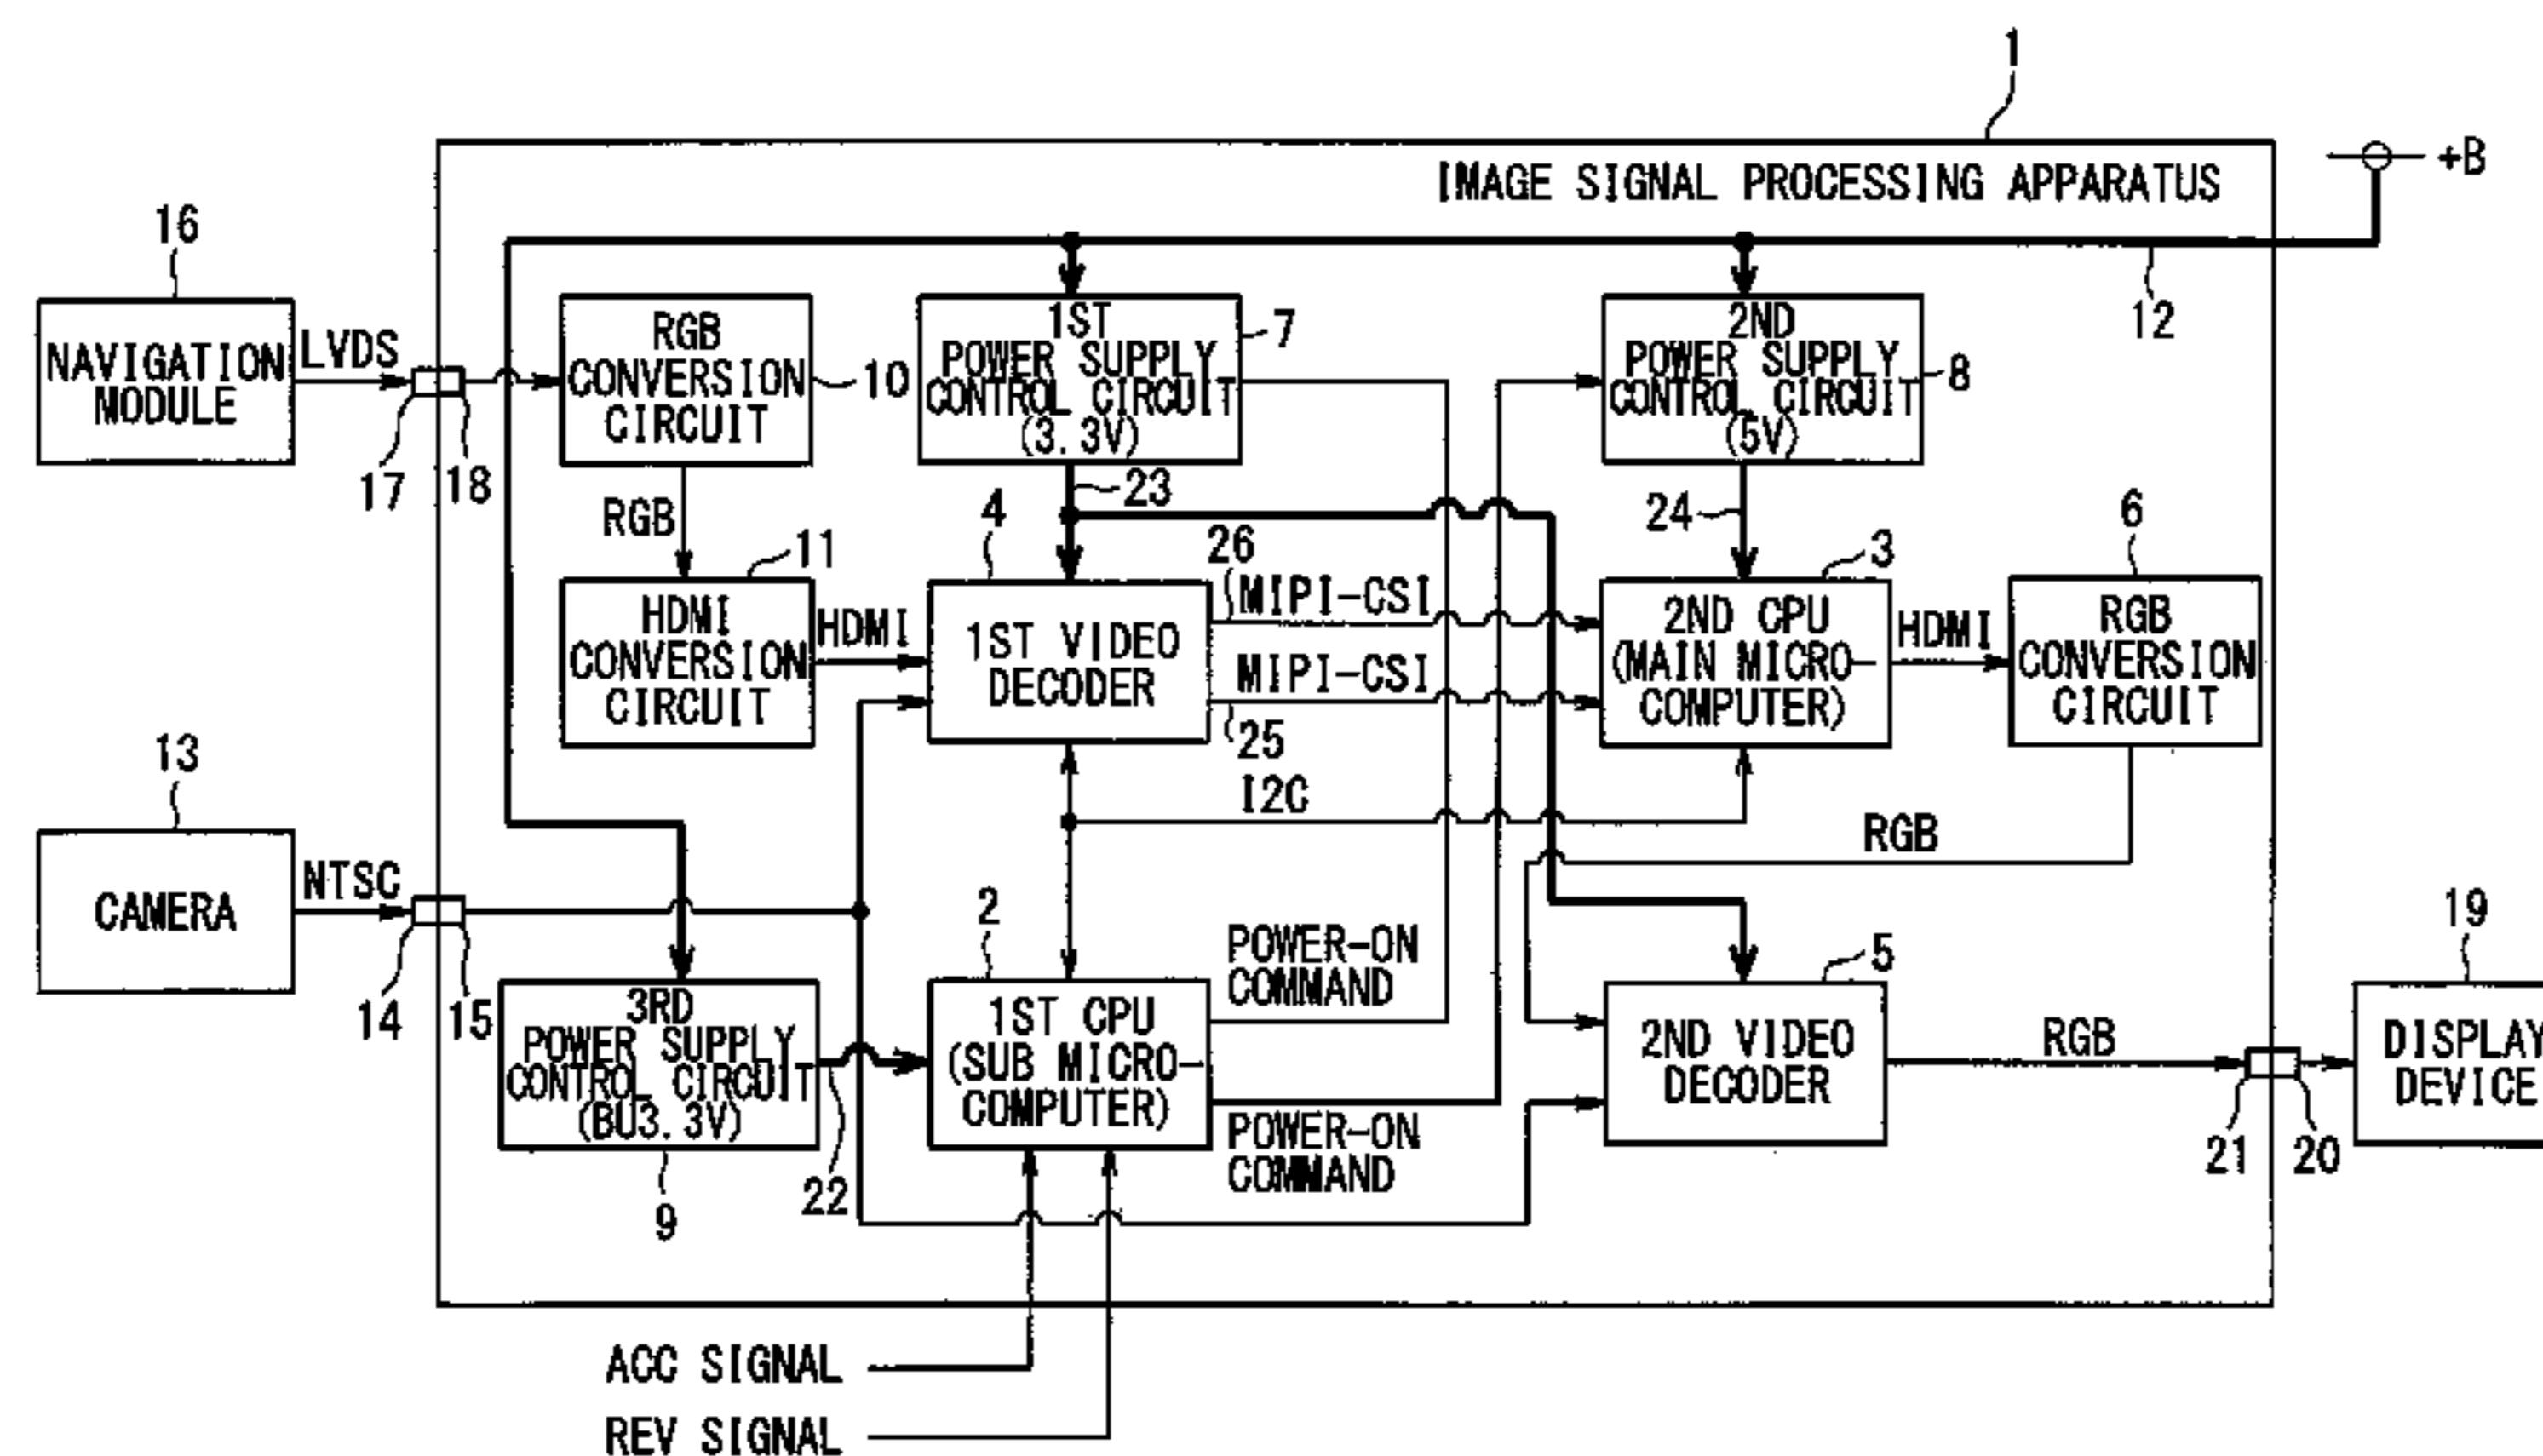 1
IMAGE SIGNAL PROCESSING APPARATUS
+B
12
16
NAVIGATION
MODULE
LVDS
17
18
RGB
CONVERSION
CIRCUIT
10
1ST
POWER SUPPLY
CONTROL CIRCUIT
(3.3V)
7
2ND
POWER SUPPLY
CONTROL CIRCUIT
(5V)
8
RGB
23
24
11
HDMI
CONVERSION
CIRCUIT
HDMI
4
1ST VIDEO
DECODER
26
MIPI-CSI
MIPI-CSI
25
3
2ND CPU
(MAIN MICRO-
COMPUTER)
HDMI
6
RGB
CONVERSION
CIRCUIT
I2C
RGB
13
CAMERA
NTSC
14
15
3RD
POWER SUPPLY
CONTROL CIRCUIT
(BU3.3V)
9
22
2
1ST CPU
(SUB MICRO-
COMPUTER)
POWER-ON
COMMAND
POWER-ON
COMMAND
5
2ND VIDEO
DECODER
RGB
21
20
19
DISPLAY
DEVICE
ACC SIGNAL
REV SIGNAL